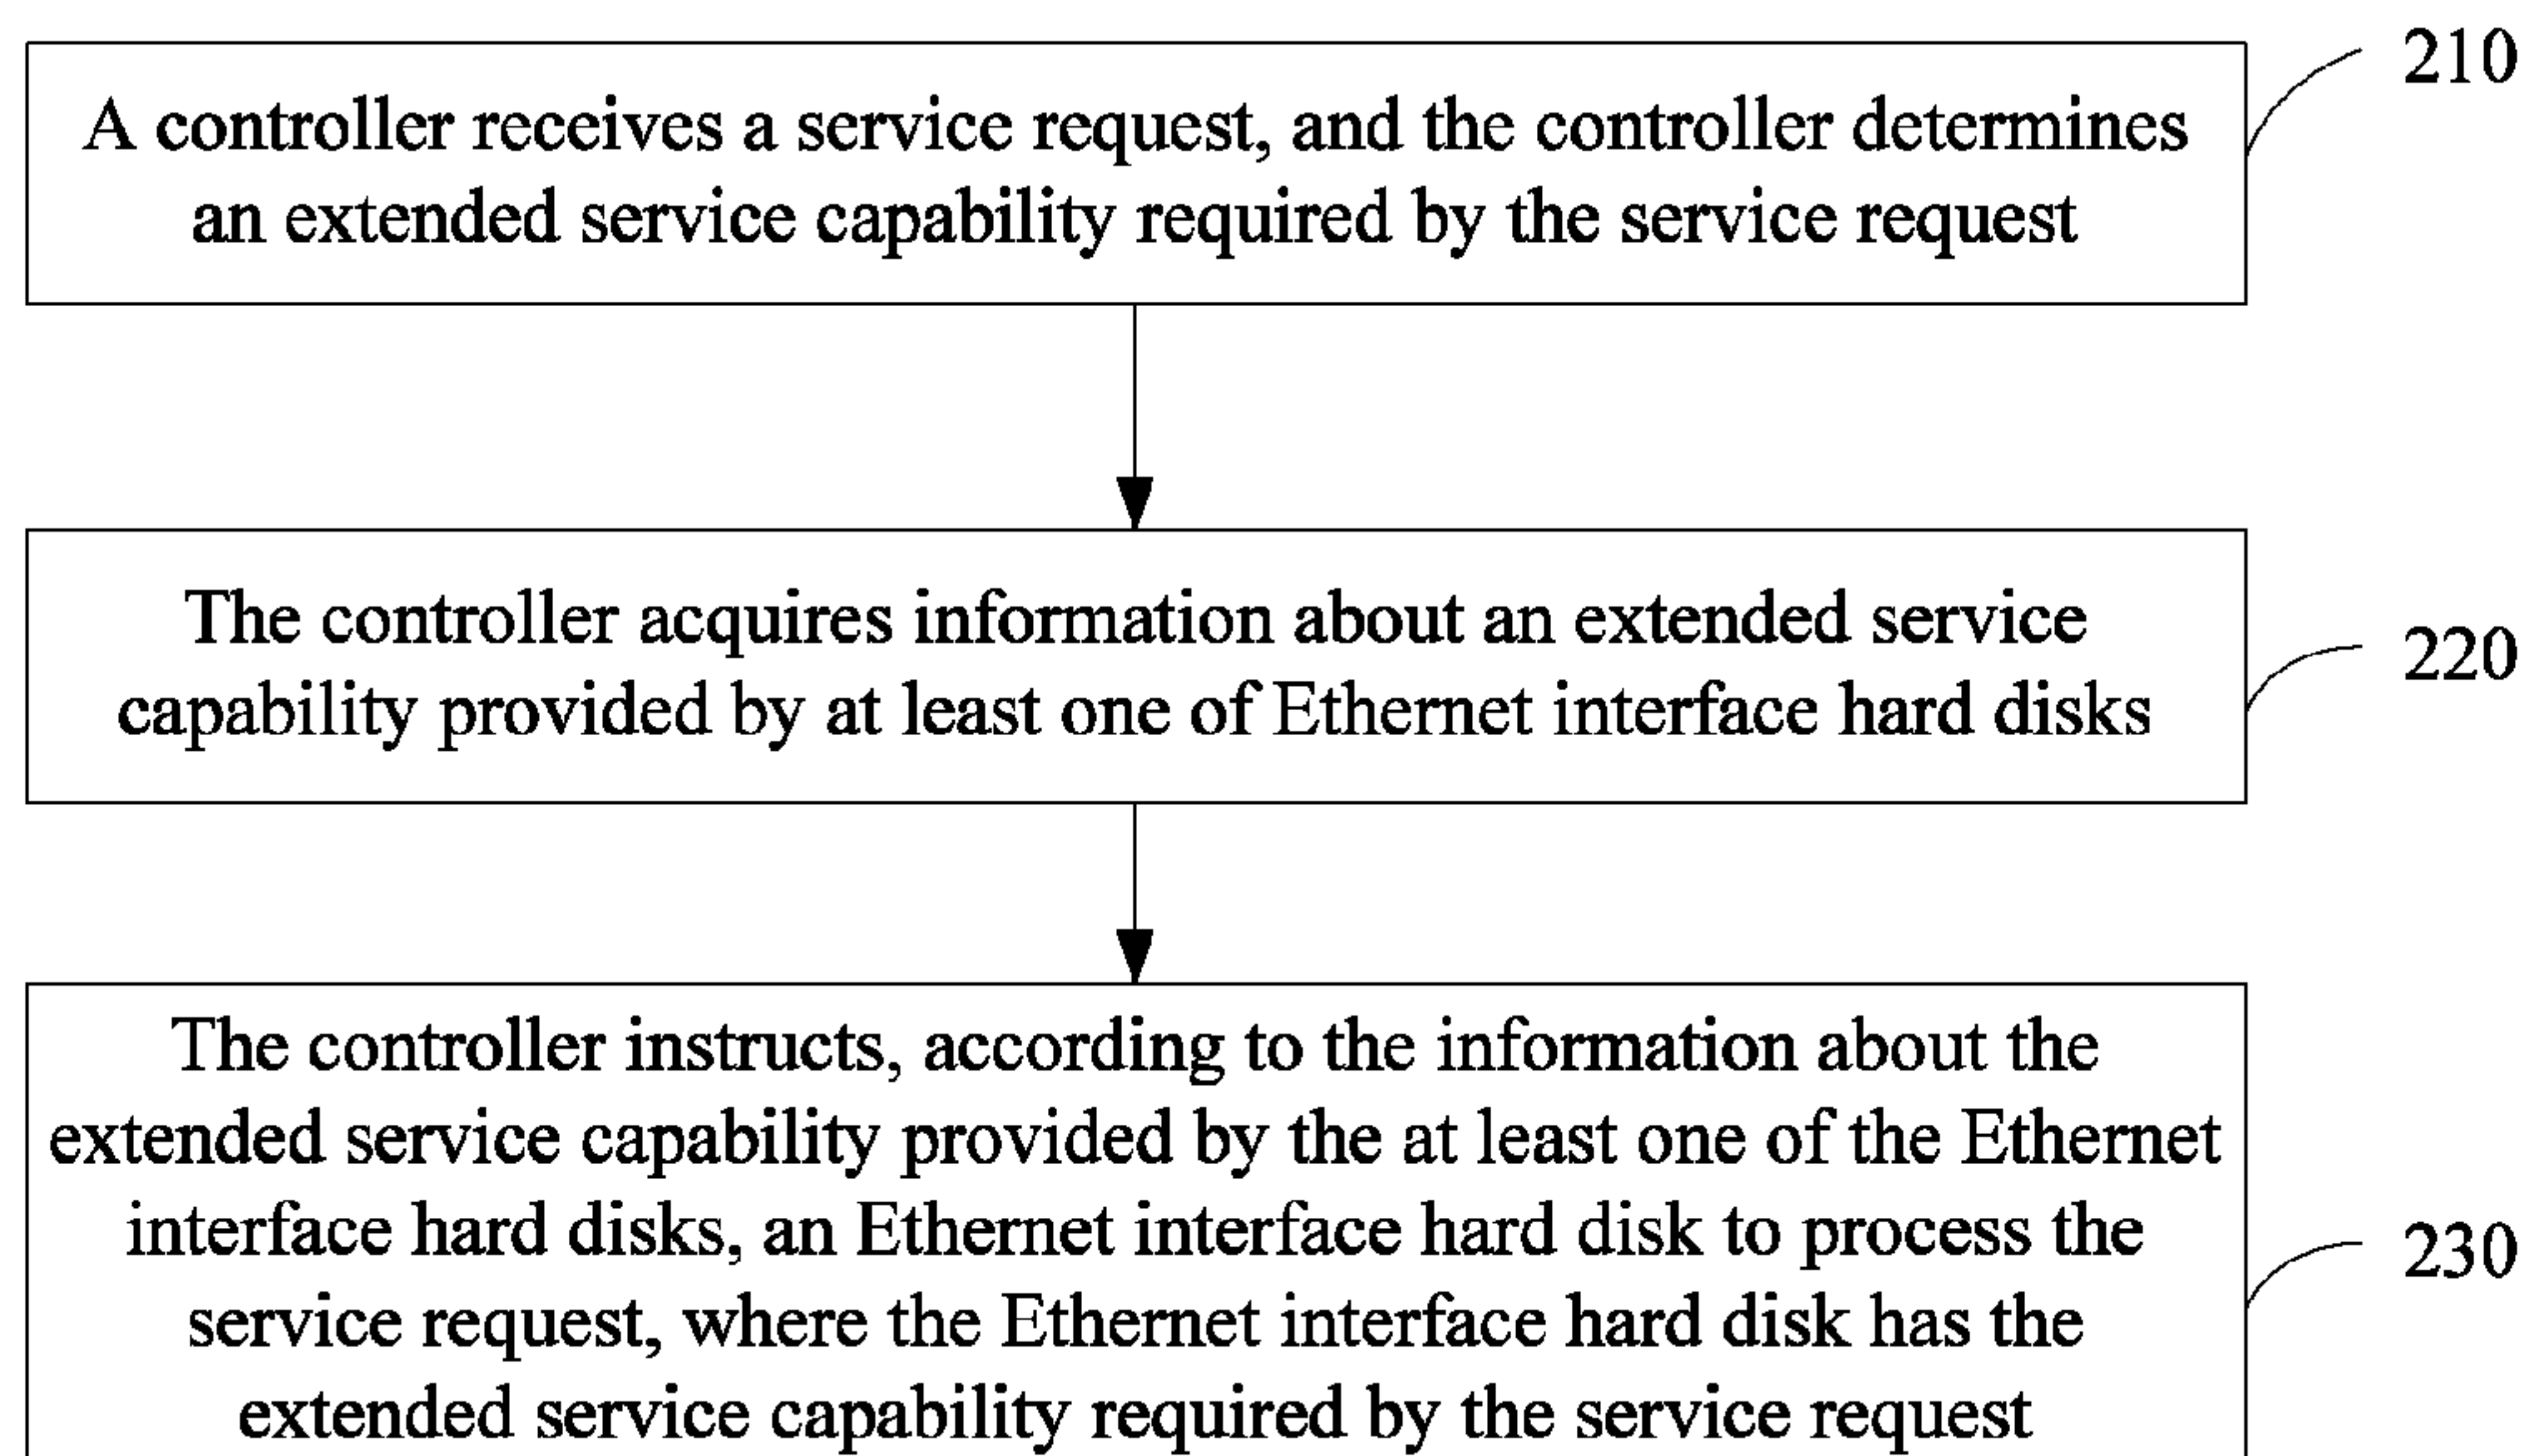 210
A controller receives a service request, and the controller determines
an extended service capability required by the service request
The controller acquires information about an extended service
capability provided by at least one of Ethernet interface hard disks
220
The controller instructs, according to the information about the
extended service capability provided by the at least one of the Ethernet
interface hard disks, an Ethernet interface hard disk to process the
service request, where the Ethernet interface hard disk has the
extended service capability required by the service request
230